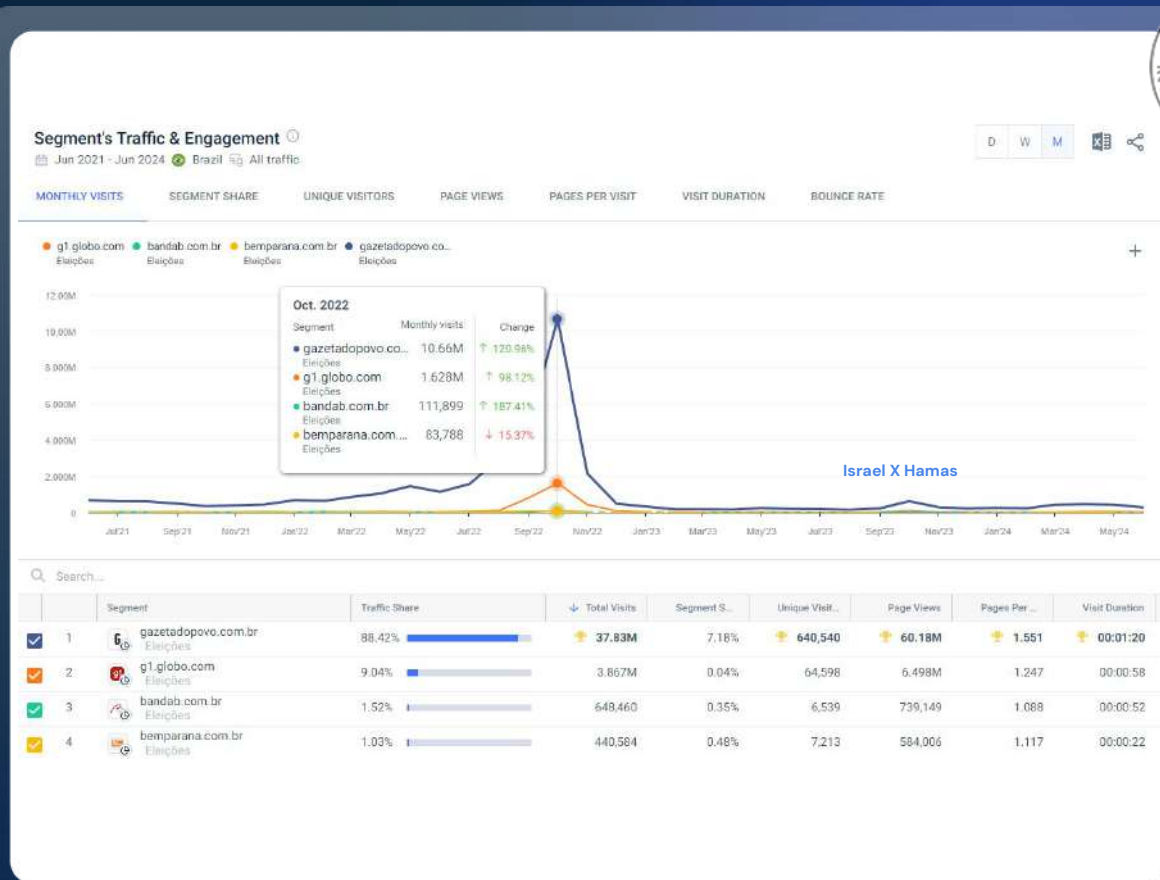 Segment's Traffic & Engagement
Jun 2021 - Jun 2024 Brazil All traffic
D W M
MONTHLY VISITS SEGMENT SHARE UNIQUE VISITORS PAGE VIEWS PAGES PER VISIT VISIT DURATION BOUNCE RATE
g1.globo.com bandab.com.br bemparana.com.br gazetadopovo.co...
Eleições Eleições Eleições Eleições
12.00M
10.00M
8.000M
6.000M
4.000M
2.000M
0
Oct. 2022
Segment Monthly visits Change
gazetadopovo.co... 10.66M ↑ 120.96%
Eleições
g1.globo.com 1.628M ↑ 98.12%
Eleições
bandab.com.br 111,899 ↑ 187.41%
Eleições
bemparana.com.... 83,788 ↓ 15.37%
Eleições
Israel X Hamas
Jul'21 Sep'21 Nov'21 Jan'22 Mar'22 May'22 Jul'22 Sep'22 Nov'22 Jan'23 Mar'23 May'23 Jul'23 Sep'23 Nov'23 Jan'24 Mar'24 May'24
Search...
Segment Traffic Share ↓ Total Visits Segment S... Unique Visit... Page Views Pages Per ... Visit Duration
1 gazetadopovo.com.br 88.42% 37.83M 7.18% 640,540 60.18M 1.551 00:01:20
Eleições
2 g1.globo.com 9.04% 3.867M 0.04% 64,598 6.498M 1.247 00:00:58
Eleições
3 bandab.com.br 1.52% 648,460 0.35% 6,539 739,149 1.088 00:00:52
Eleições
4 bemparana.com.br 1.03% 440,584 0.48% 7,213 584,006 1.117 00:00:22
Eleições